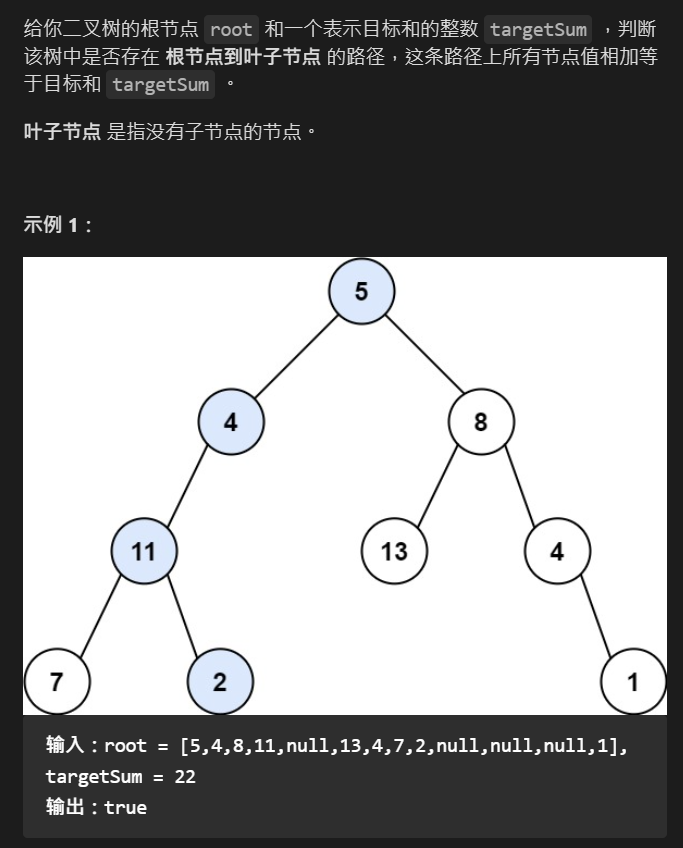 给你二叉树的根节点 root 和一个表示目标和的整数 targetSum ，判断
该树中是否存在 根节点到叶子节点 的路径，这条路径上所有节点值相加等
于目标和 targetSum 。
叶子节点 是指没有子节点的节点。
示例 1：
5
4 8
11 13 4
7 2 1
输入：root = [5,4,8,11,null,13,4,7,2,null,null,null,1],
targetSum = 22
输出：true